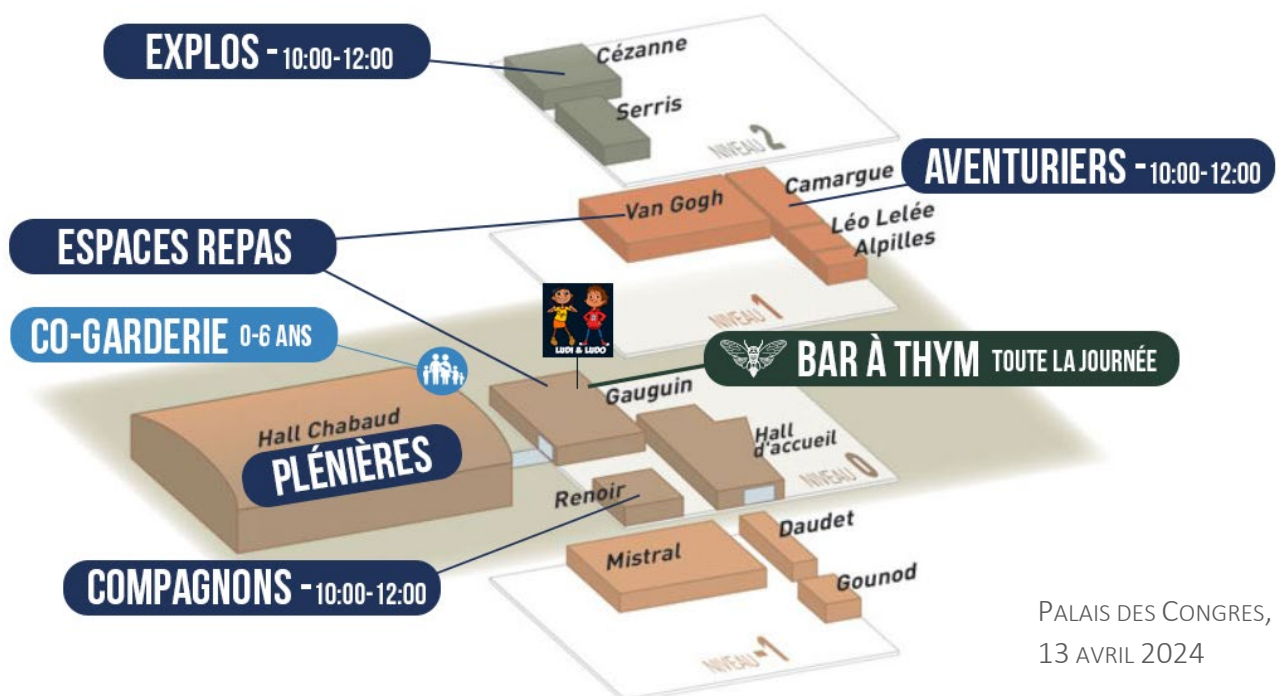 EXPLOS - 10:00-12:00
Cézanne
Serris
NIVEAU 2
AVENTURIERS - 10:00-12:00
Camargue
Van Gogh
Léo Lelée
Alpilles
ESPACES REPAS
NIVEAU 1
LUDI & LUDO
CO-GARDERIE 0-6 ANS
BAR À THYM TOUTE LA JOURNÉE
Gauguin
Hall Chabaud
PLÉNIÈRES
Hall
d'accueil
NIVEAU 0
Renoir
Daudet
Mistral
Gounod
COMPAGNONS - 10:00-12:00
NIVEAU -1
PALAIS DES CONGRES,
13 AVRIL 2024